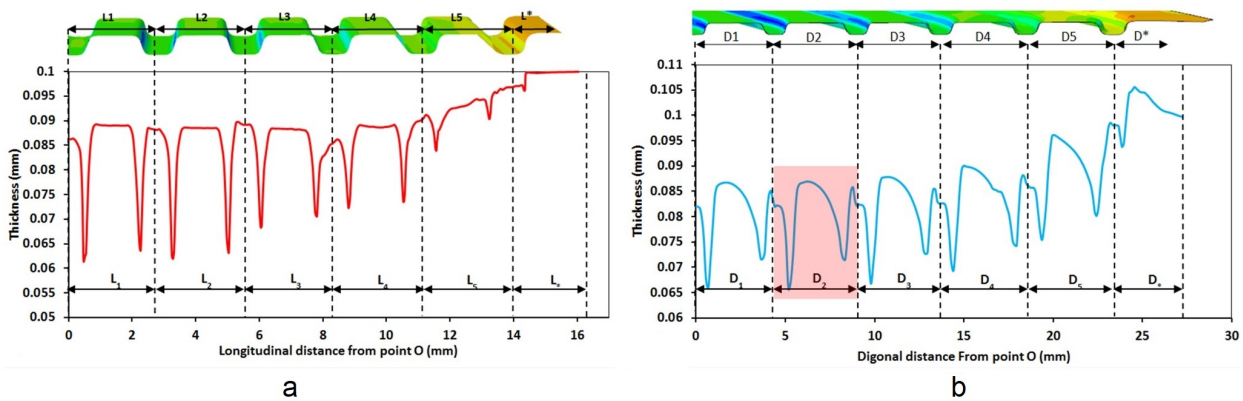 L1 L2 L3 L4 L5 L*
0.1
0.095
0.09
0.085
0.08
0.075
0.07
0.065
0.06
0.055
0.05
Thickness (mm)
L1 L2 L3 L4 L5 L*
0 2 4 6 8 10 12 14 16
Longitudinal distance from point O (mm)
a
D1 D2 D3 D4 D5 D*
0.11
0.105
0.1
0.095
0.09
0.085
0.08
0.075
0.07
0.065
0.06
Thickness (mm)
D1 D2 D3 D4 D5 D*
0 5 10 15 20 25 30
Digonal distance From point O (mm)
b